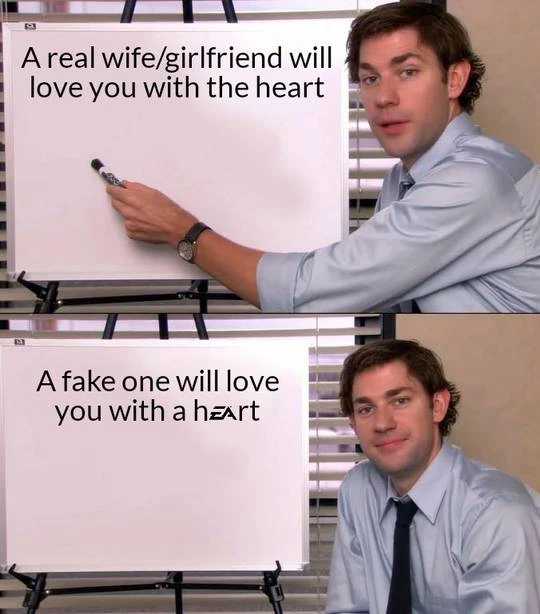 A real wife/girlfriend will
love you with the heart
A fake one will love
you with a hEArt